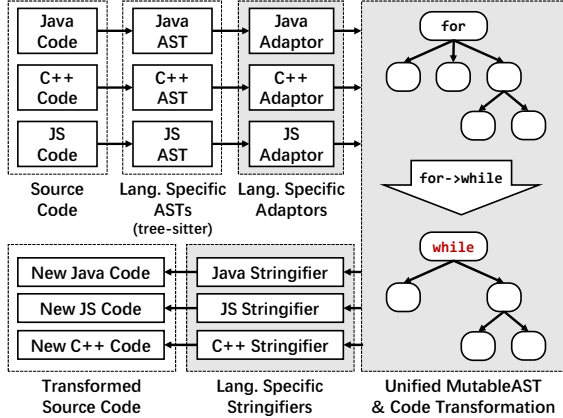 Java
Code
Java
AST
Java
Adaptor
for
C++
Code
C++
AST
C++
Adaptor
JS
Code
JS
AST
JS
Adaptor
Source
Code
Lang. Specific
ASTs
(tree-sitter)
Lang. Specific
Adaptors
for->while
while
New Java Code
Java Stringifier
New JS Code
JS Stringifier
New C++ Code
C++ Stringifier
Transformed
Source Code
Lang. Specific
Stringifiers
Unified MutableAST
& Code Transformation